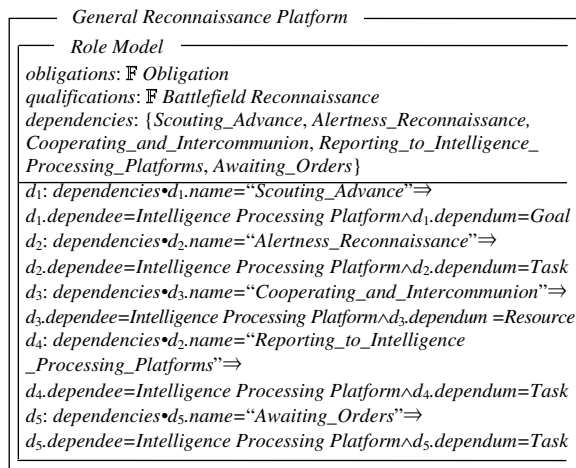 General Reconnaissance Platform
Role Model
obligations: 𝔽 Obligation
qualifications: 𝔽 Battlefield Reconnaissance
dependencies: {Scouting_Advance, Alertness_Reconnaissance,
Cooperating_and_Intercommunion, Reporting_to_Intelligence_
Processing_Platforms, Awaiting_Orders}
d₁: dependencies•d₁.name=“Scouting_Advance”⇒
d₁.dependee=Intelligence Processing Platform∧d₁.dependum=Goal
d₂: dependencies•d₂.name=“Alertness_Reconnaissance”⇒
d₂.dependee=Intelligence Processing Platform∧d₂.dependum=Task
d₃: dependencies•d₃.name=“Cooperating_and_Intercommunion”⇒
d₃.dependee=Intelligence Processing Platform∧d₃.dependum =Resource
d₄: dependencies•d₂.name=“Reporting_to_Intelligence
_Processing_Platforms”⇒
d₄.dependee=Intelligence Processing Platform∧d₄.dependum=Task
d₅: dependencies•d₅.name=“Awaiting_Orders”⇒
d₅.dependee=Intelligence Processing Platform∧d₅.dependum=Task